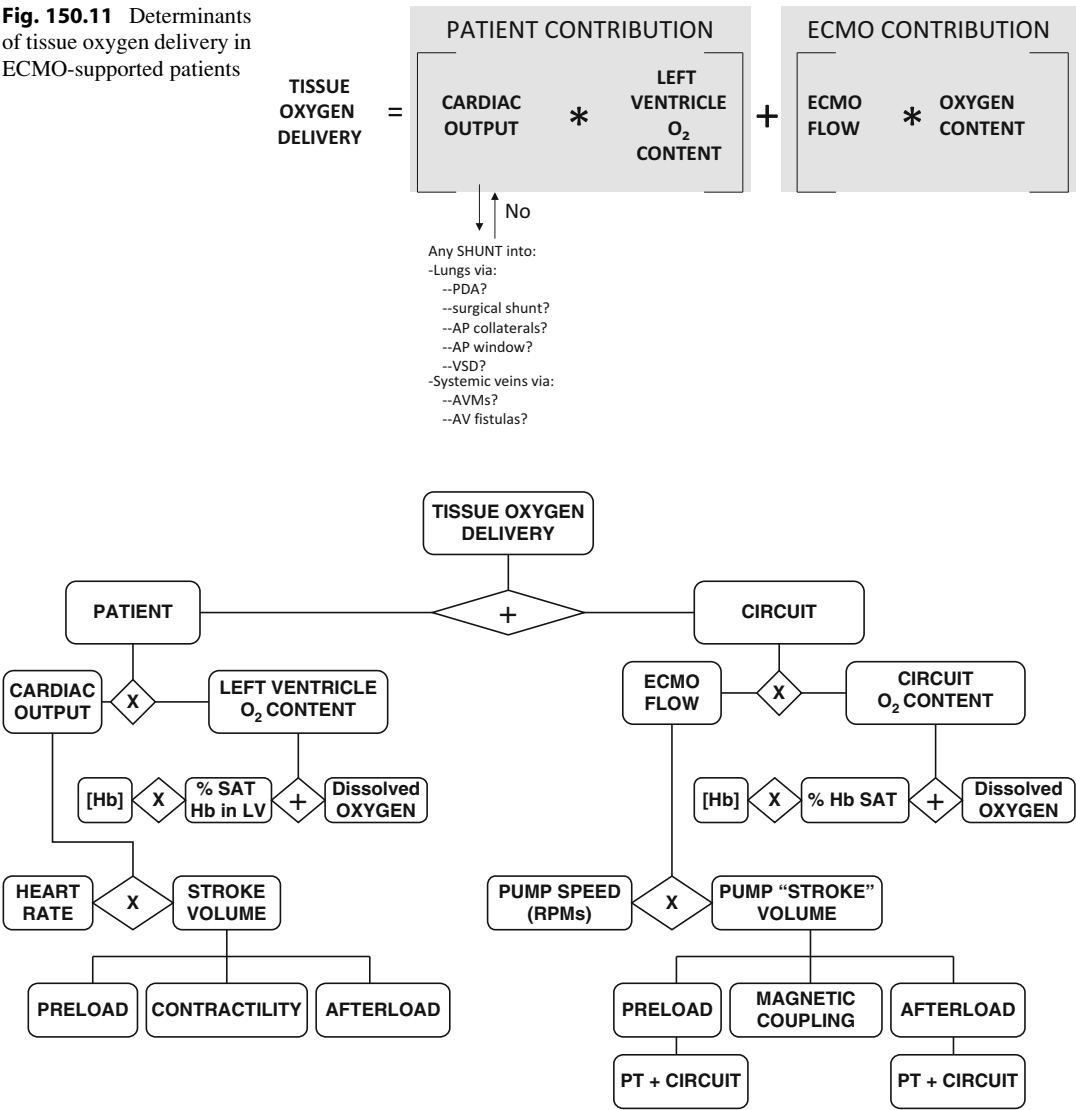 Fig. 150.11 Determinants
of tissue oxygen delivery in
ECMO-supported patients
PATIENT CONTRIBUTION
ECMO CONTRIBUTION
TISSUE
OXYGEN
DELIVERY
=
CARDIAC
OUTPUT
*
LEFT
VENTRICLE
O₂
CONTENT
+
ECMO
FLOW
*
OXYGEN
CONTENT
No
Any SHUNT into:
-Lungs via:
--PDA?
--surgical shunt?
--AP collaterals?
--AP window?
--VSD?
-Systemic veins via:
--AVMs?
--AV fistulas?
TISSUE OXYGEN
DELIVERY
PATIENT
+
CIRCUIT
CARDIAC
OUTPUT
X
LEFT VENTRICLE
O₂ CONTENT
ECMO
FLOW
X
CIRCUIT
O₂ CONTENT
[Hb]
X
% SAT
Hb in LV
+
Dissolved
OXYGEN
[Hb]
X
% Hb SAT
+
Dissolved
OXYGEN
HEART
RATE
X
STROKE
VOLUME
PUMP SPEED
(RPMs)
X
PUMP “STROKE”
VOLUME
PRELOAD
CONTRACTILITY
AFTERLOAD
PRELOAD
MAGNETIC
COUPLING
AFTERLOAD
PT + CIRCUIT
PT + CIRCUIT